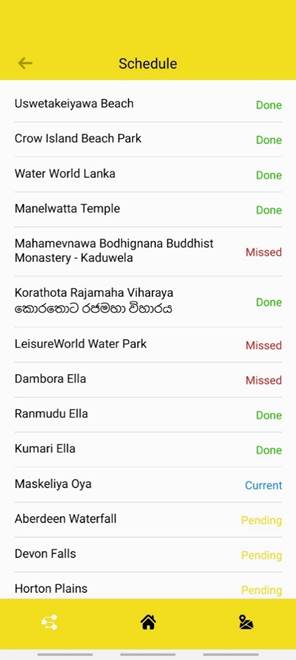 Schedule
Uswetakeiyawa Beach
Done
Crow Island Beach Park
Done
Water World Lanka
Done
Manelwatta Temple
Done
Mahamevnawa Bodhignana Buddhist
Monastery - Kaduwela
Missed
Korathota Rajamaha Viharaya
කොරතොට රජමහා විහාරය
Done
LeisureWorld Water Park
Missed
Dambora Ella
Missed
Ranmudu Ella
Done
Kumari Ella
Done
Maskeliya Oya
Current
Aberdeen Waterfall
Pending
Devon Falls
Pending
Horton Plains
Pending